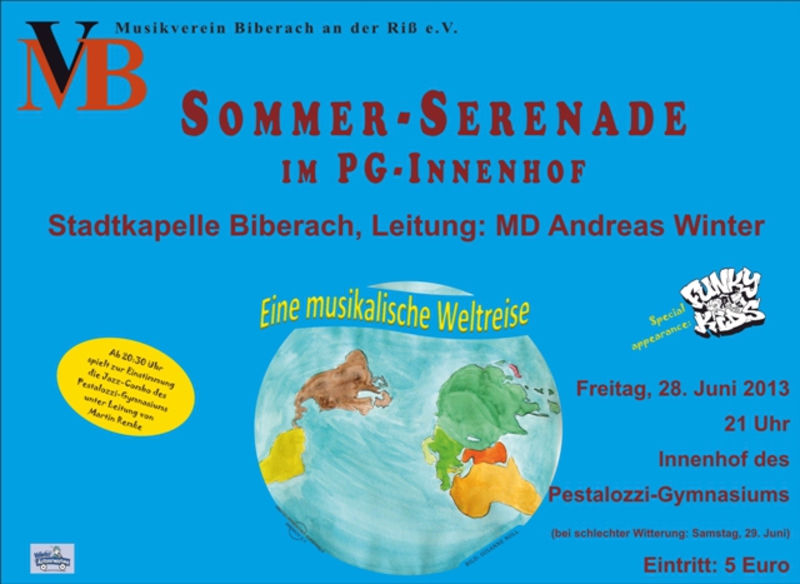 MVB
Musikverein Biberach an der Riß e.V.
SOMMER-SERENADE
IM PG-INNENHOF
Stadtkapelle Biberach, Leitung: MD Andreas Winter
Eine musikalische Weltreise
Special
appearance:
FUNKY
KIDS
Ab 20:30 Uhr
spielt zur Einstimmung
die Jazz-Combo des
Pestalozzi-Gymnasiums
unter Leitung von
Martin Renke
Freitag, 28. Juni 2013
21 Uhr
Innenhof des
Pestalozzi-Gymnasiums
(bei schlechter Witterung: Samstag, 29. Juni)
Eintritt: 5 Euro